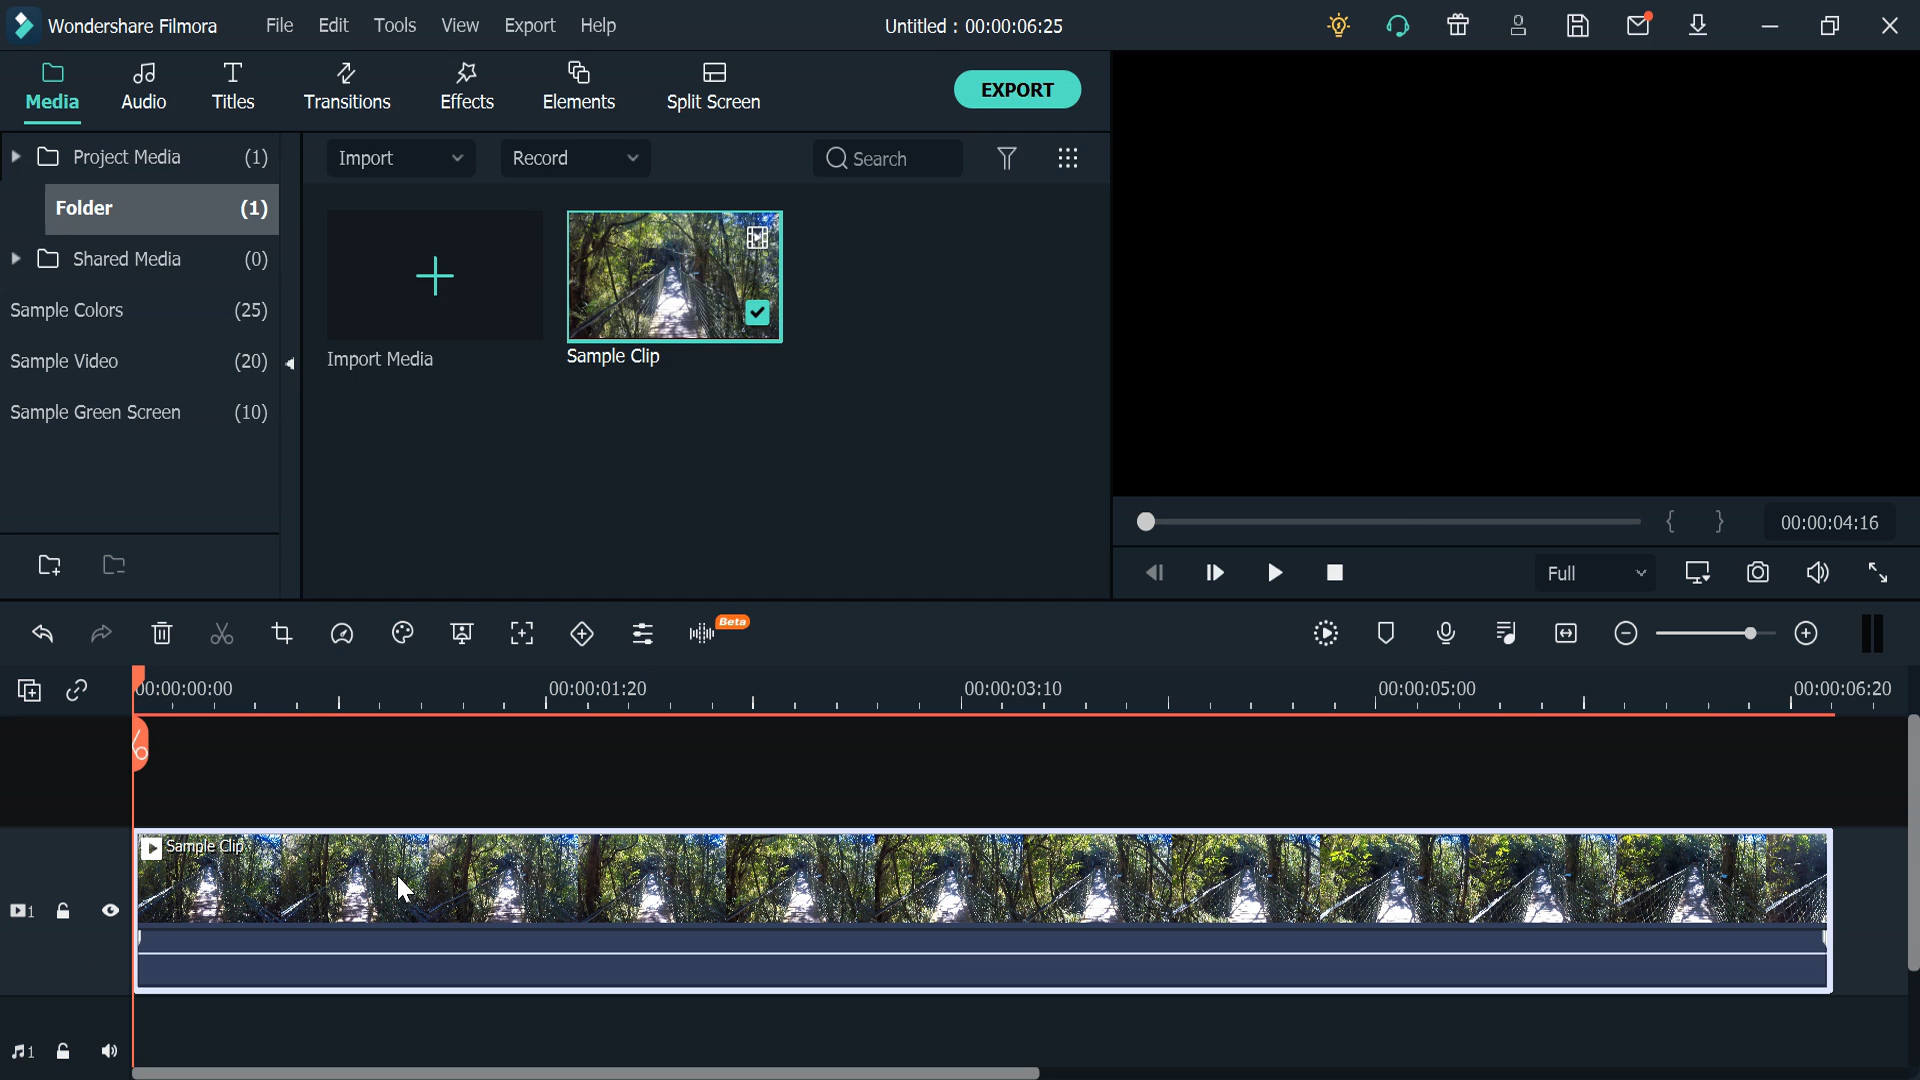 Wondershare Filmora File Edit Tools View Export Help Untitled : 00:00:06:25
Media Audio Titles Transitions Effects Elements Split Screen EXPORT
Project Media (1) Import Record Search
Folder (1)
Shared Media (0)
Sample Colors (25)
Sample Video (20)
Sample Green Screen (10)
Import Media Sample Clip
00:00:04:16
Full
Beta
00:00:00:00 00:00:01:20 00:00:03:10 00:00:05:00 00:00:06:20
Sample Clip
1
1